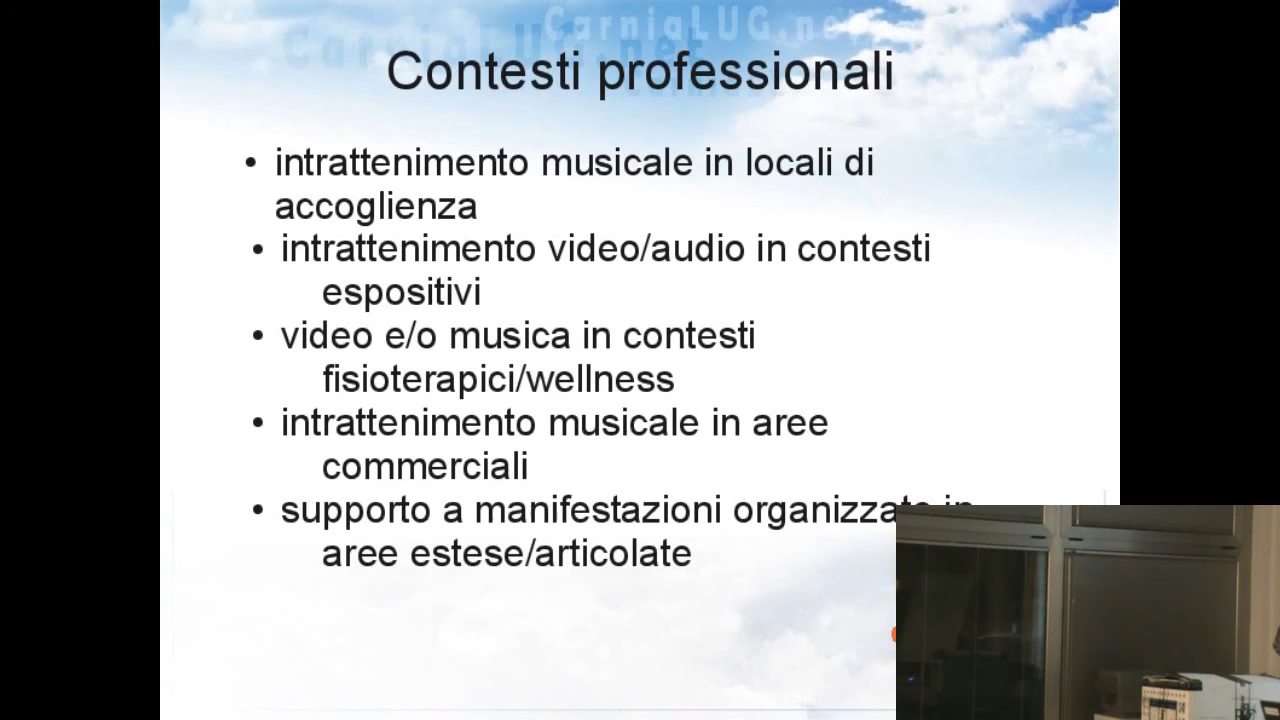 CarniaLUG.net
Contesti professionali
• intrattenimento musicale in locali di
accoglienza
• intrattenimento video/audio in contesti
espositivi
• video e/o musica in contesti
fisioterapici/wellness
• intrattenimento musicale in aree
commerciali
• supporto a manifestazioni organizzate in
aree estese/articolate